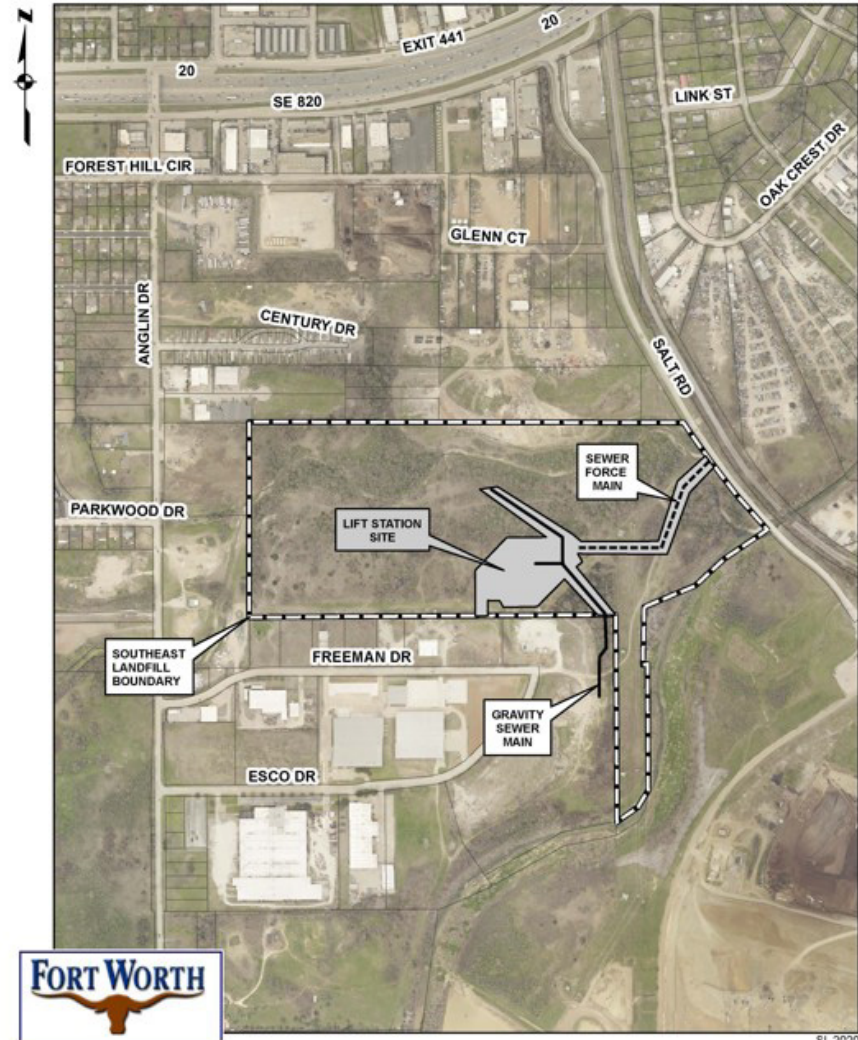 N
EXIT 441
20
20
SE 820
LINK ST
FOREST HILL CIR
OAK CREST DR
GLENN CT
ANGLIN DR
CENTURY DR
SALT RD
SEWER
FORCE
MAIN
PARKWOOD DR
LIFT STATION
SITE
SOUTHEAST
LANDFILL
BOUNDARY
FREEMAN DR
GRAVITY
SEWER
MAIN
ESCO DR
FORT WORTH